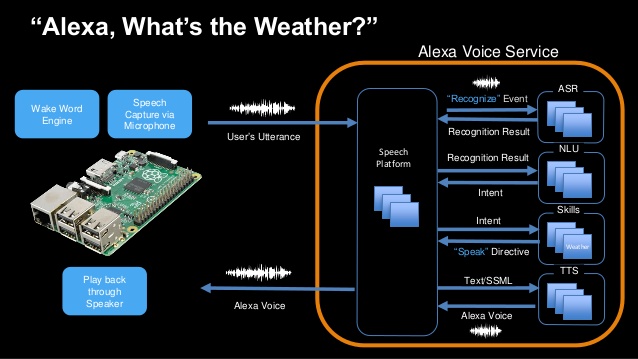 “Alexa, What’s the Weather?”
Alexa Voice Service
Wake Word
Engine
Speech
Capture via
Microphone
User’s Utterance
Speech
Platform
“Recognize” Event
Recognition Result
ASR
Recognition Result
Intent
NLU
Intent
“Speak” Directive
Skills
Weather
Text/SSML
Alexa Voice
TTS
Play back
through
Speaker
Alexa Voice